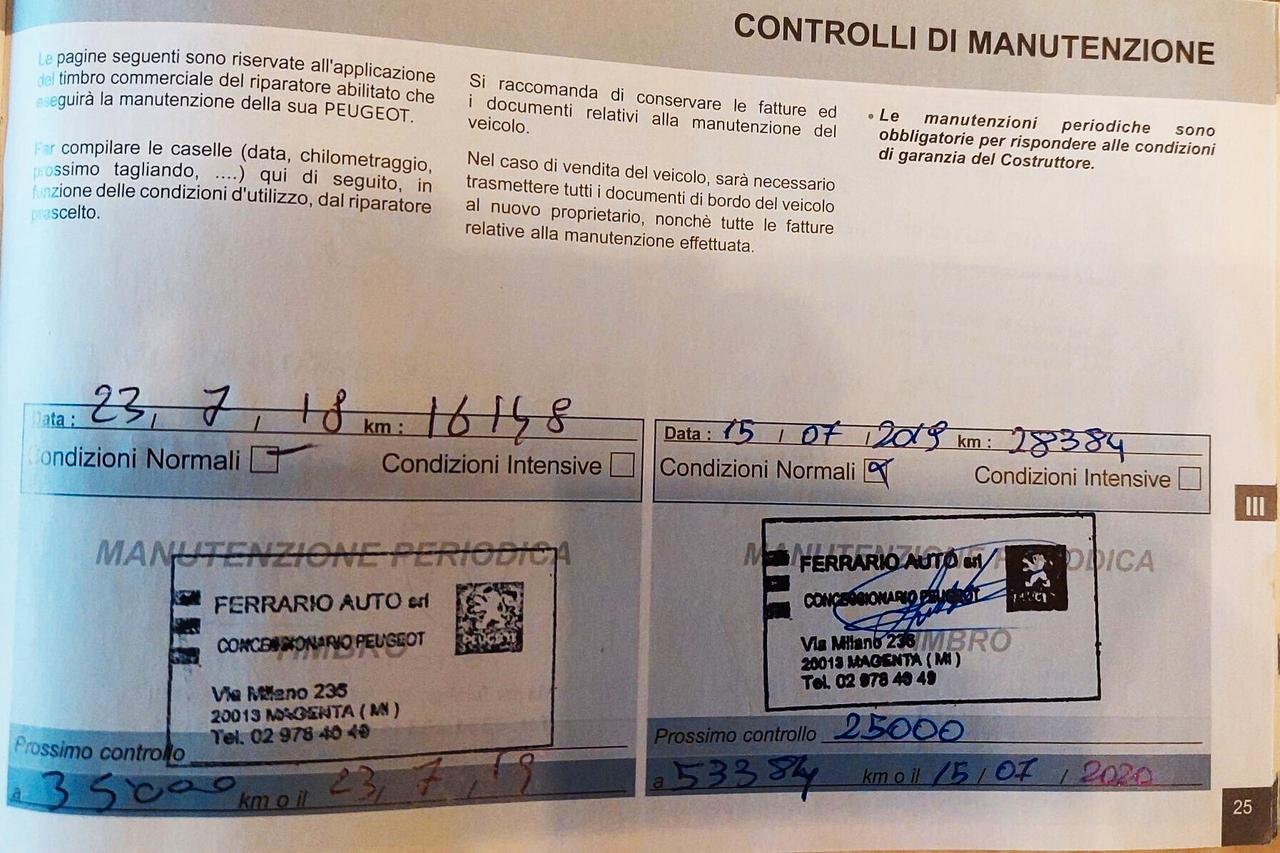 CONTROLLI DI MANUTENZIONE
Le pagine seguenti sono riservate all'applicazione
del timbro commerciale del riparatore abilitato che
eseguirà la manutenzione della sua PEUGEOT.
Far compilare le caselle (data, chilometraggio,
prossimo tagliando, ....) qui di seguito, in
funzione delle condizioni d'utilizzo, dal riparatore
prascelto.
Si raccomanda di conservare le fatture ed
i documenti relativi alla manutenzione del
veicolo.
Nel caso di vendita del veicolo, sarà necessario
trasmettere tutti i documenti di bordo del veicolo
al nuovo proprietario, nonchè tutte le fatture
relative alla manutenzione effettuata.
• Le manutenzioni periodiche sono
obbligatorie per rispondere alle condizioni
di garanzia del Costruttore.
Data : 23 / 7 / 18 km : 16148
Condizioni Normali Condizioni Intensive
MANUTENZIONE PERIODICA
FERRARIO AUTO srl
CONCESSIONARIO PEUGEOT
TIMBRO
Via Milano 236
20013 MAGENTA ( MI )
Tel. 02 978 40 49
Prossimo controllo
a 35000 km o il 23 / 7 / 19
Data : 15 / 07 / 2019 km : 28384
Condizioni Normali Condizioni Intensive
MANUTENZIONE PERIODICA
FERRARIO AUTO srl
CONCESSIONARIO PEUGEOT
TIMBRO
Via Milano 236
20013 MAGENTA ( MI )
Tel. 02 978 40 49
Prossimo controllo 25000
a 53384 km o il 15 / 07 / 2020
III
25